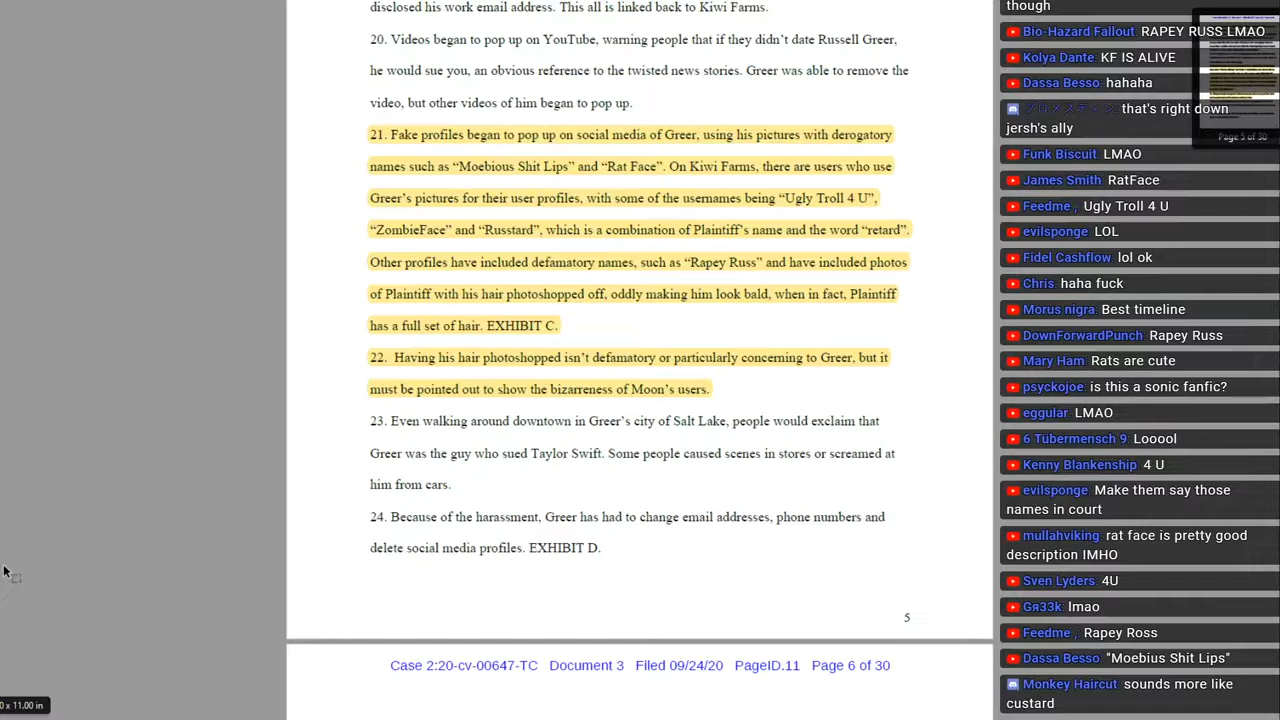 disclosed his work email address. This all is linked back to Kiwi Farms.
20. Videos began to pop up on YouTube, warning people that if they didn’t date Russell Greer,
he would sue you, an obvious reference to the twisted news stories. Greer was able to remove the
video, but other videos of him began to pop up.
21. Fake profiles began to pop up on social media of Greer, using his pictures with derogatory
names such as “Moebious Shit Lips” and “Rat Face”. On Kiwi Farms, there are users who use
Greer’s pictures for their user profiles, with some of the usernames being “Ugly Troll 4 U”,
“ZombieFace” and “Russtard”, which is a combination of Plaintiff’s name and the word “retard”.
Other profiles have included defamatory names, such as “Rapey Russ” and have included photos
of Plaintiff with his hair photoshopped off, oddly making him look bald, when in fact, Plaintiff
has a full set of hair. EXHIBIT C.
22.  Having his hair photoshopped isn’t defamatory or particularly concerning to Greer, but it
must be pointed out to show the bizarreness of Moon’s users.
23. Even walking around downtown in Greer’s city of Salt Lake, people would exclaim that
Greer was the guy who sued Taylor Swift. Some people caused scenes in stores or screamed at
him from cars.
24. Because of the harassment, Greer has had to change email addresses, phone numbers and
delete social media profiles. EXHIBIT D.
5
Case 2:20-cv-00647-TC Document 3 Filed 09/24/20 PageID.11 Page 6 of 30
0 x 11.00 in
though
Bio-Hazard Fallout: RAPEY RUSS LMAO
Kolya Dante: KF IS ALIVE
Dassa Besso: hahaha
that's right down
jersh's ally
Page 5 of 30
Funk Biscuit: LMAO
James Smith: RatFace
Feedme ,: Ugly Troll 4 U
evilsponge: LOL
Fidel Cashflow: lol ok
Chris: haha fuck
Morus nigra: Best timeline
DownForwardPunch: Rapey Russ
Mary Ham: Rats are cute
psyckojoe: is this a sonic fanfic?
eggular: LMAO
6 Tübermensch 9: Looool
Kenny Blankenship: 4 U
evilsponge: Make them say those
names in court
mullahviking: rat face is pretty good
description IMHO
Sven Lyders: 4U
Gя33k: lmao
Feedme ,: Rapey Ross
Dassa Besso: "Moebius Shit Lips"
Monkey Haircut: sounds more like
custard